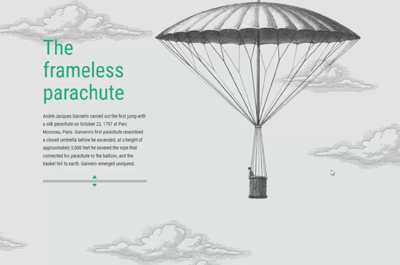 The
frameless
parachute
André-Jacques Garnerin carried out the first jump with
a silk parachute on October 22, 1797 at Parc
Monceau, Paris. Garnerin's first parachute resembled
a closed umbrella before he ascended; at a height of
approximately 3,000 feet he severed the rope that
connected his parachute to the balloon, and the
basket fell to earth. Garnerin emerged uninjured.